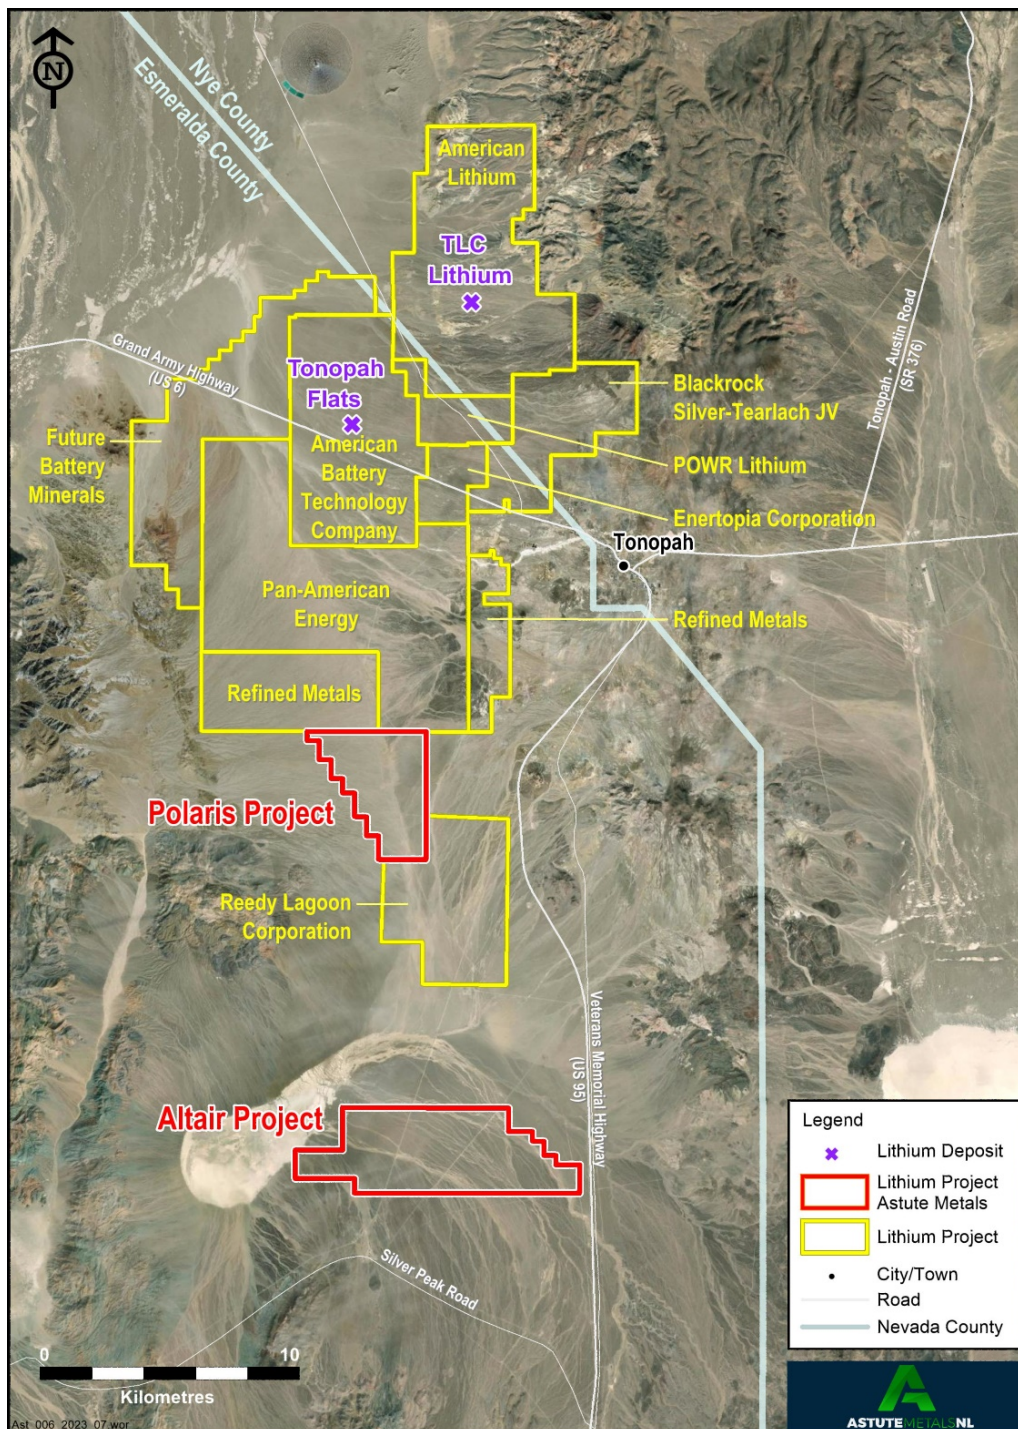 N
Nye County
Esmeralda County
American
Lithium
TLC
Lithium
Grand Army Highway
(US 6)
Tonopah
Flats
Tonopah - Austin Road
(SR 376)
Blackrock
Silver-Tearlach JV
Future
Battery
Minerals
American
Battery
Technology
Company
POWR Lithium
Enertopia Corporation
Tonopah
Pan-American
Energy
Refined Metals
Refined Metals
Polaris Project
Reedy Lagoon
Corporation
Veterans Memorial Highway
(US 95)
Altair Project
Silver Peak Road
Legend
Lithium Deposit
Lithium Project
Astute Metals
Lithium Project
City/Town
Road
Nevada County
0 10
Kilometres
ASTUTEMETALSNL
Ast_006_2023_07.wor